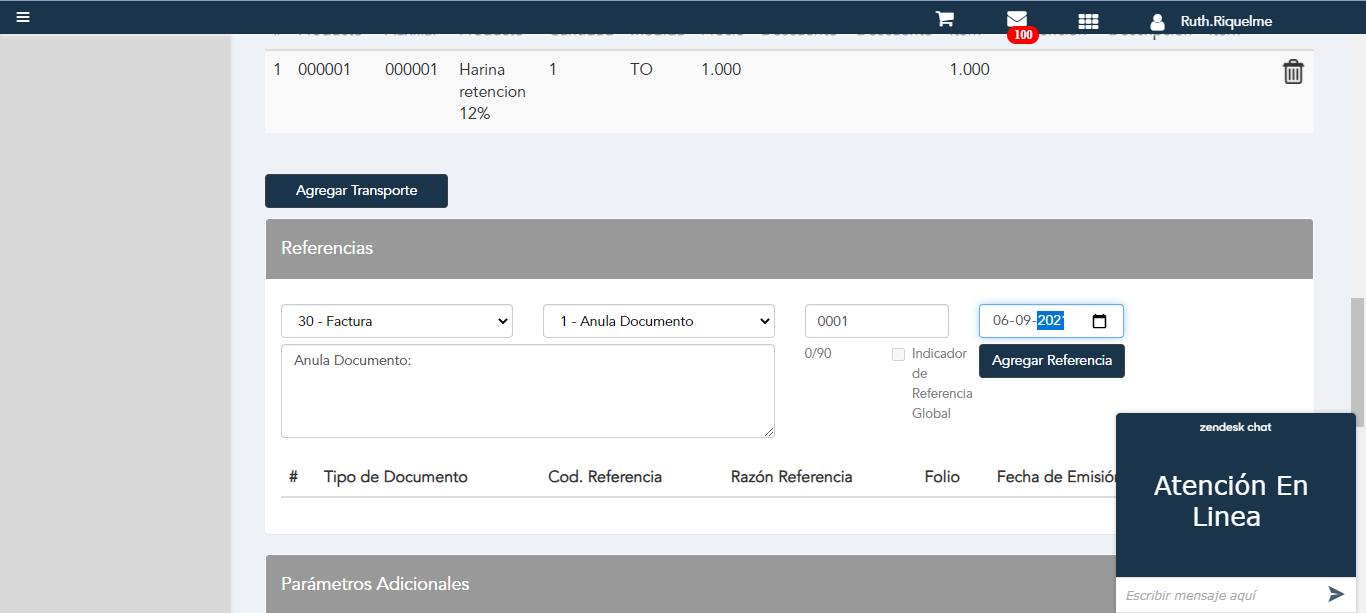 Ruth.Riquelme
100
1 000001 000001 Harina 1 TO 1.000 1.000
retencion
12%
Agregar Transporte
Referencias
30 - Factura 1 - Anula Documento 0001 06-09-2021
Anula Documento: 0/90 Indicador Agregar Referencia
de
Referencia
Global
zendesk chat
# Tipo de Documento Cod. Referencia Razón Referencia Folio Fecha de Emisión
Atención En
Linea
Parámetros Adicionales
Escribir mensaje aquí